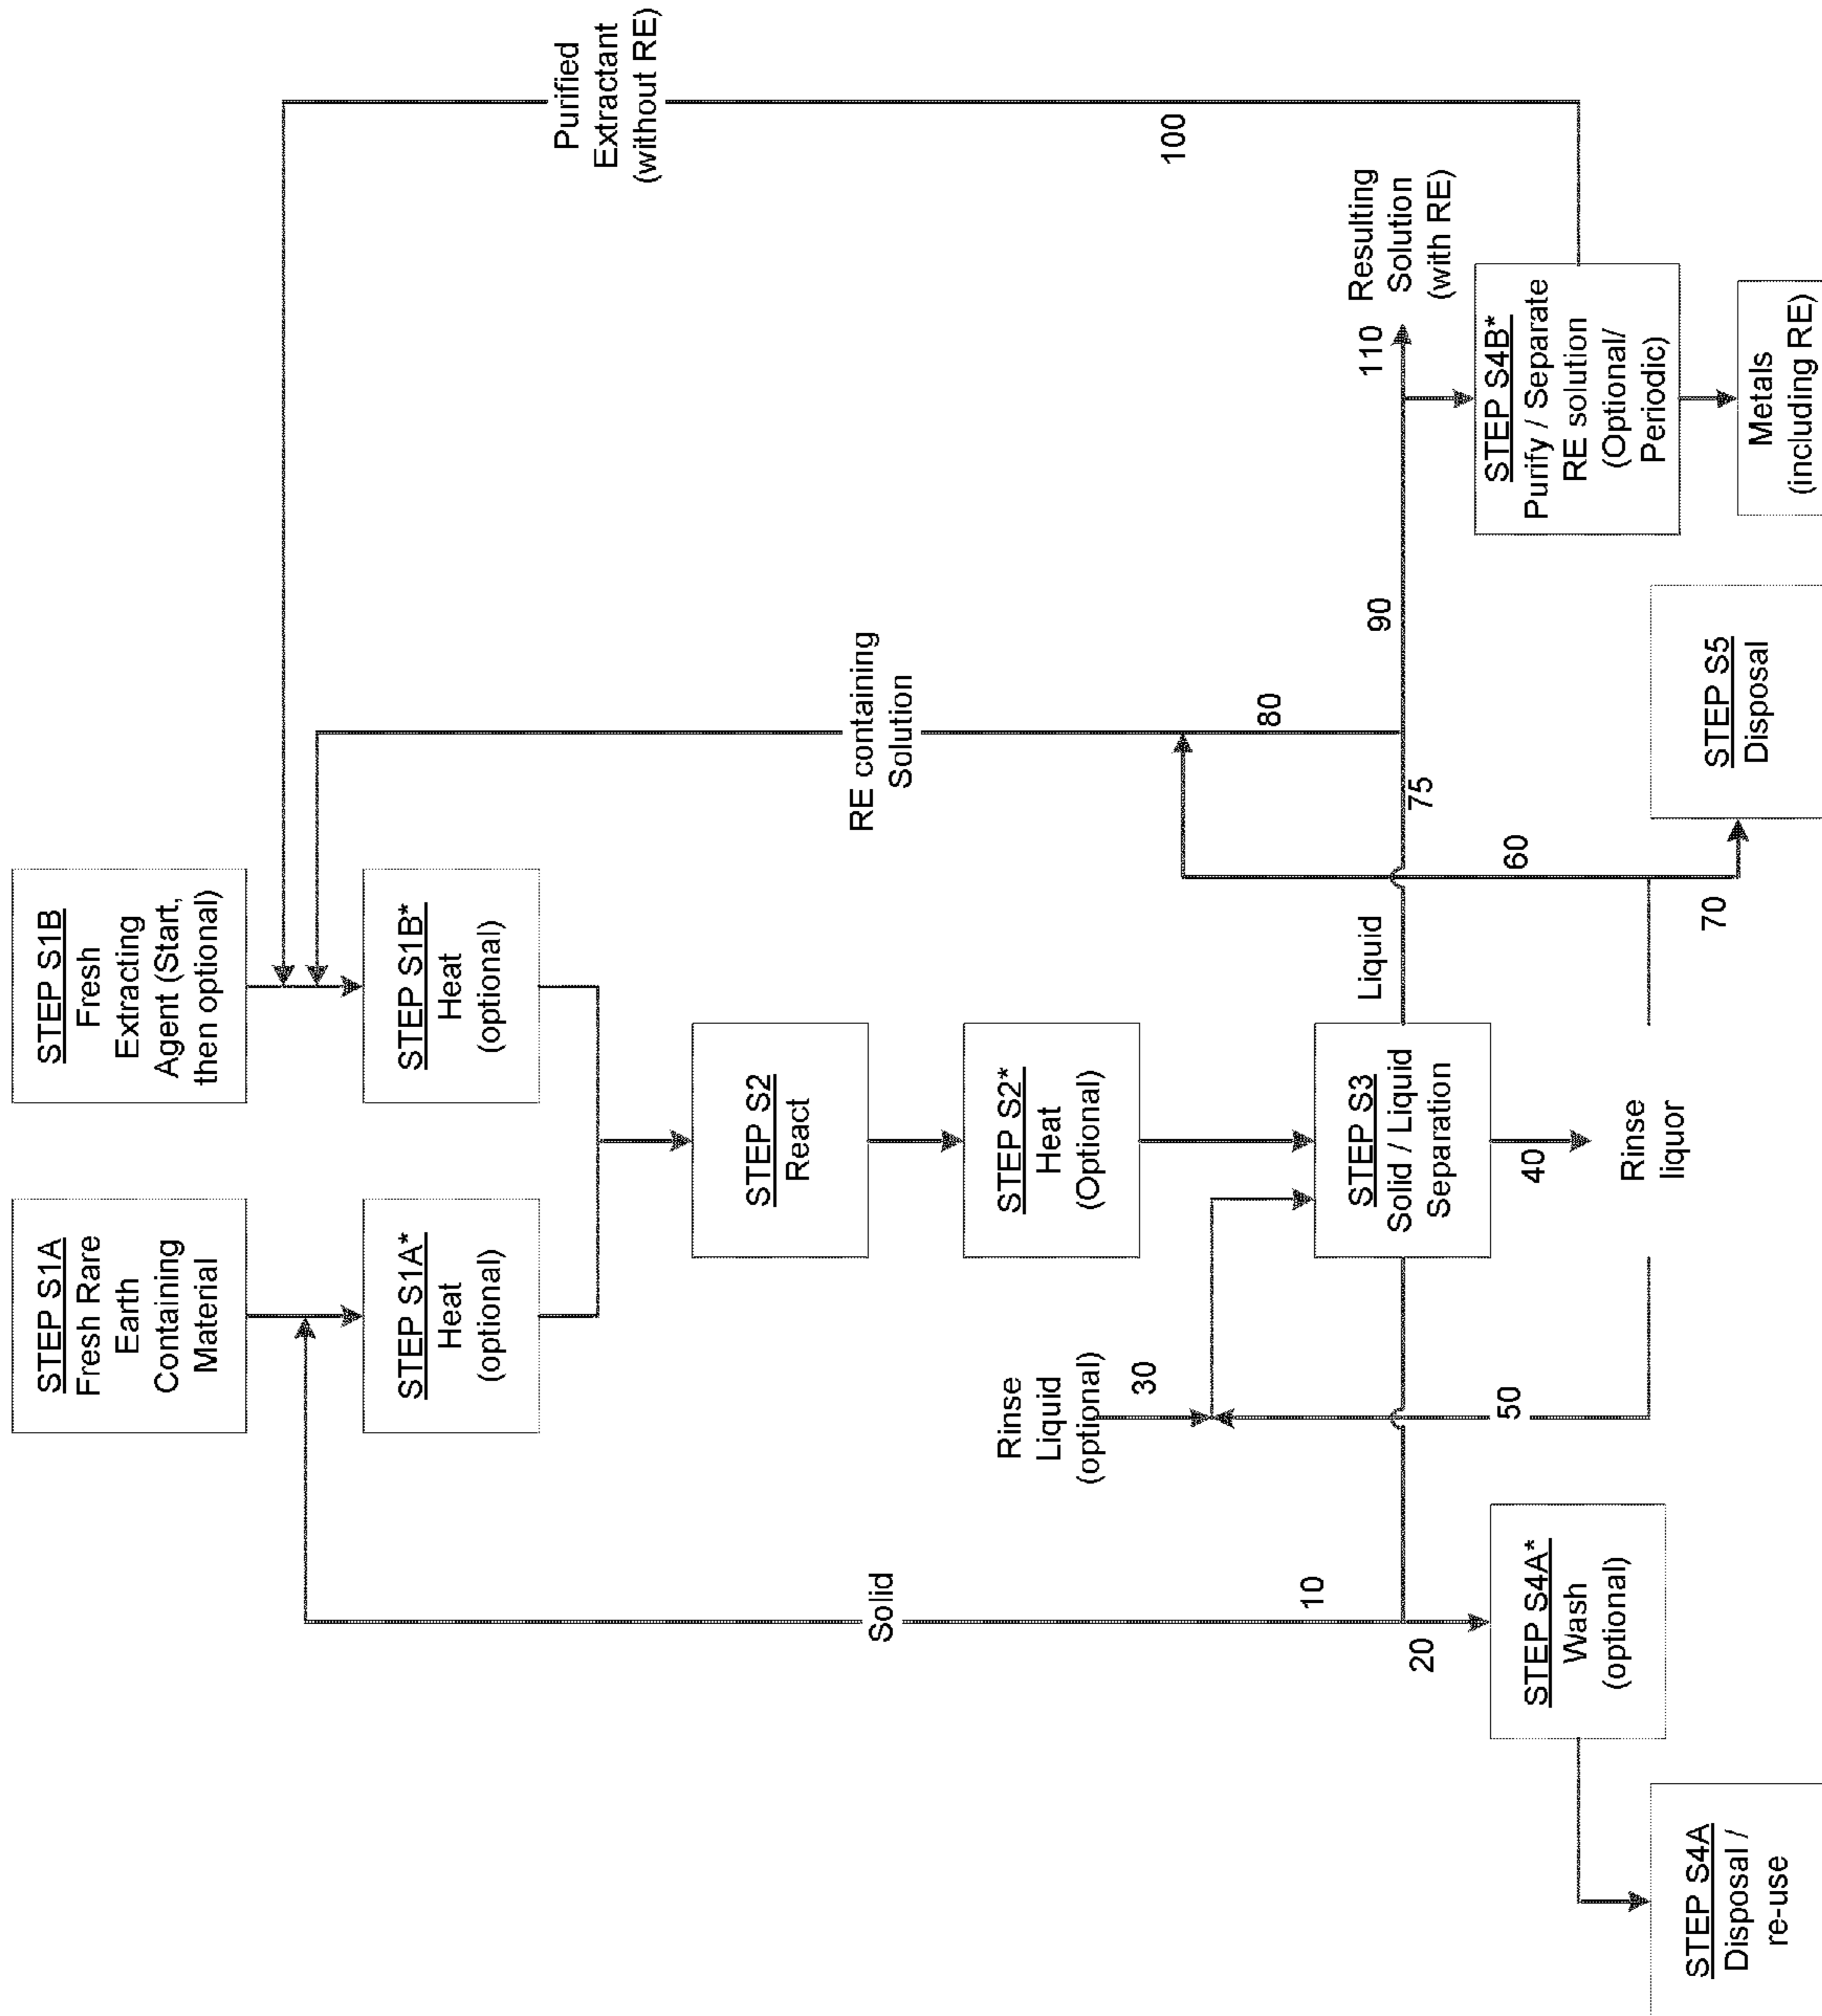 STEP S1A
Fresh Rare
Earth
Containing
Material
STEP S1B
Fresh
Extracting
Agent (Start,
then optional)
STEP S1A*
Heat
(optional)
STEP S1B*
Heat
(optional)
Purified
Extractant
(without RE)
100
STEP S2
React
Solid
RE containing
Solution
STEP S2*
Heat
(Optional)
Rinse
Liquid
(optional)
30
STEP S3
Solid / Liquid
Separation
Liquid
10
20
40
50
60
70
75
80
90
110
Resulting
Solution
(with RE)
Rinse
liquor
STEP S4A*
Wash
(optional)
STEP S4A
Disposal /
re-use
STEP S5
Disposal
STEP S4B*
Purify / Separate
RE solution
(Optional/
Periodic)
Metals
(including RE)